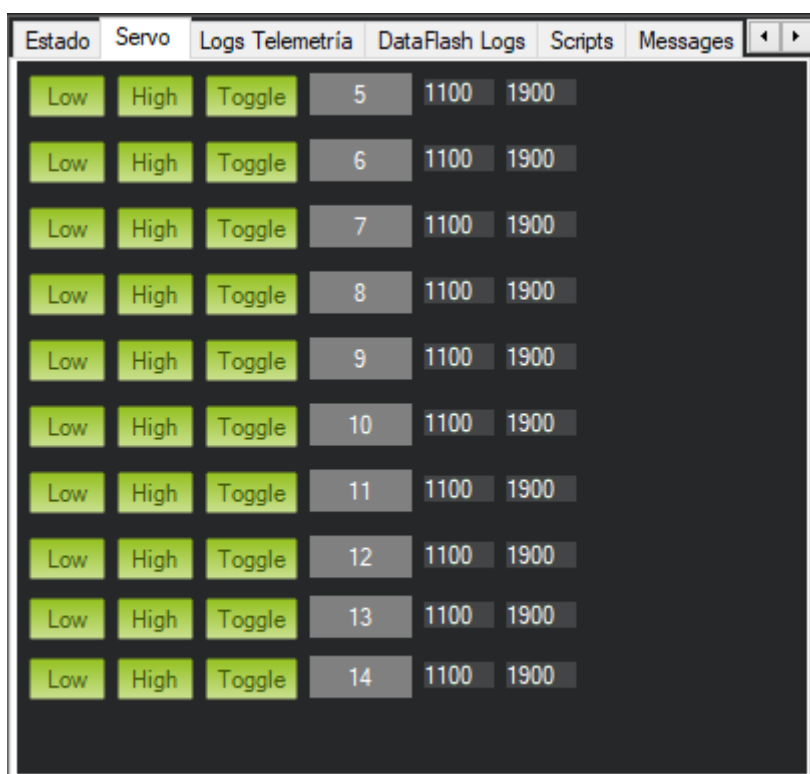 Estado Servo Logs Telemetría DataFlash Logs Scripts Messages
Low High Toggle 5 1100 1900
Low High Toggle 6 1100 1900
Low High Toggle 7 1100 1900
Low High Toggle 8 1100 1900
Low High Toggle 9 1100 1900
Low High Toggle 10 1100 1900
Low High Toggle 11 1100 1900
Low High Toggle 12 1100 1900
Low High Toggle 13 1100 1900
Low High Toggle 14 1100 1900